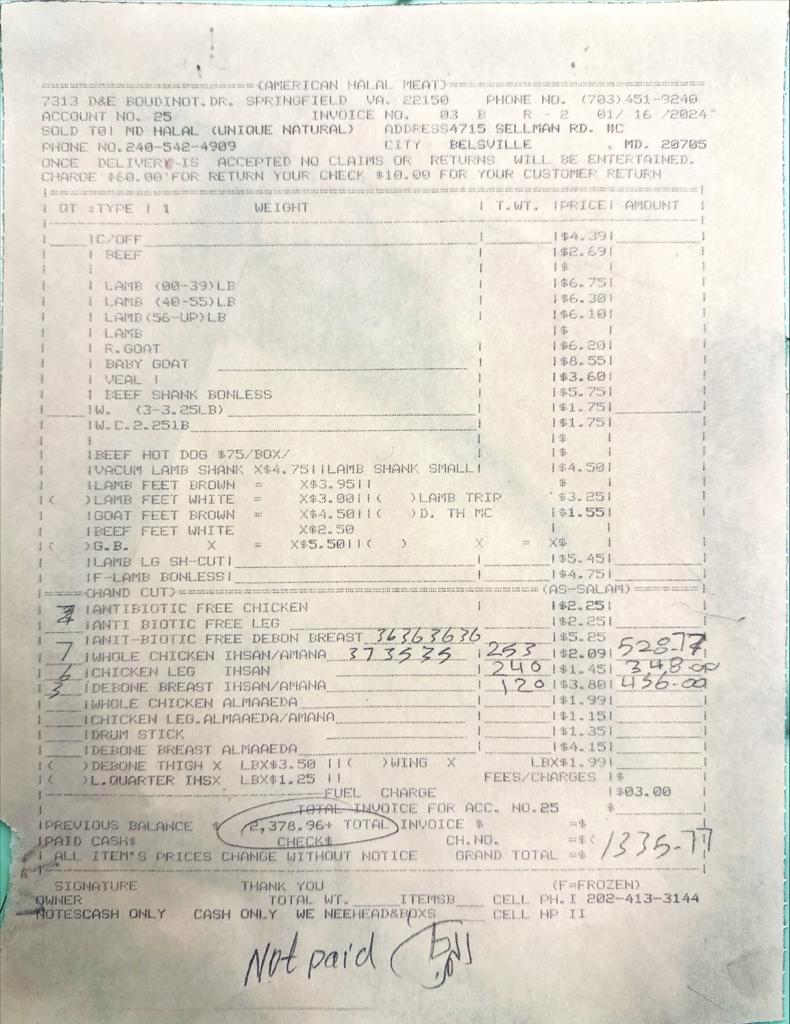 (AMERICAN HALAL MEAT)
7313 D&E BOUDINOT.DR. SPRINGFIELD VA. 22150 PHONE NO. (703)451-9240
ACCOUNT NO. 25 INVOICE NO. 03 B R - 2 01/ 16 /2024
SOLD TO! MD HALAL (UNIQUE NATURAL) ADDRESS4715 SELLMAN RD. #C
PHONE NO.240-542-4909 CITY BELSVILLE , MD. 20705
ONCE DELIVERY IS ACCEPTED NO CLAIMS OR RETURNS WILL BE ENTERTAINED.
CHARGE $60.00 FOR RETURN YOUR CHECK $10.00 FOR YOUR CUSTOMER RETURN
QT :TYPE | 1 WEIGHT | T.WT. |PRICE| AMOUNT
|C/OFF |$4.39|
| BEEF |$2.69|
| |$ |
| LAMB (00-39)LB |$6.75|
| LAMB (40-55)LB |$6.30|
| LAMB(56-UP)LB |$6.10|
| LAMB |$ |
| R.GOAT |$6.20|
| BABY GOAT |$8.55|
| VEAL | |$3.60|
| BEEF SHANK BONLESS |$5.75|
|W. (3-3.25LB) |$1.75|
|W.C.2.25lB |$1.75|
| |$ |
|BEEF HOT DOG $75/BOX/ |$ |
|VACUM LAMB SHANK X$4.75||LAMB SHANK SMALL| |$4.50|
|LAMB FEET BROWN = X$3.95|| $
|( )LAMB FEET WHITE = X$3.00||( )LAMB TRIP $3.25|
|GOAT FEET BROWN = X$4.50||( )D. TH MC |$1.55|
|BEEF FEET WHITE X$2.50
|( )G.B. X = X$5.50||( ) X = X$
|LAMB LG SH-CUT| |$5.45|
|F-LAMB BONLESS| |$4.75|
(HAND CUT) (AS-SALAM)
|ANTIBIOTIC FREE CHICKEN |$2.25|
|ANTI BIOTIC FREE LEG |$2.25|
|ANIT-BIOTIC FREE DEBON BREAST 36363636 |$5.25
7 |WHOLE CHICKEN IHSAN/AMANA 373535 253 |$2.09| 528.77
6 |CHICKEN LEG IHSAN 240 |$1.45| 348.00
3 |DEBONE BREAST IHSAN/AMANA 120 |$3.80| 456.00
|WHOLE CHICKEN ALMAAEDA |$1.99|
|CHICKEN LEG.ALMAAEDA/AMANA |$1.15|
|DRUM STICK |$1.35|
|DEBONE BREAST ALMAAEDA |$4.15|
|( )DEBONE THIGH X LBX$3.50 ||( )WING X LBX$1.99|
|( )L.QUARTER IHSX LBX$1.25 || FEES/CHARGES |$
FUEL CHARGE |$03.00
TOTAL INVOICE FOR ACC. NO.25 $
|PREVIOUS BALANCE $ 2,378.96+ TOTAL INVOICE $ =$
|PAID CASH$ CHECK$ CH.NO. =$<
| ALL ITEM'S PRICES CHANGE WITHOUT NOTICE GRAND TOTAL =$ 1335.77
SIGNATURE THANK YOU (F=FROZEN)
OWNER TOTAL WT. ITEMSB CELL PH.I 202-413-3144
NOTESCASH ONLY CASH ONLY WE NEEHEAD&BOXS CELL HP II
Not paid